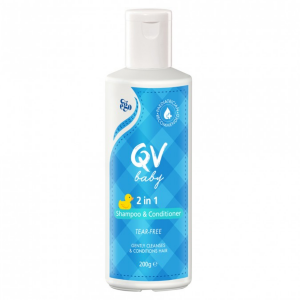 Ego
QV
baby
2 in 1
Shampoo & Conditioner
TEAR-FREE
GENTLY CLEANSES
& CONDITIONS HAIR
200g e